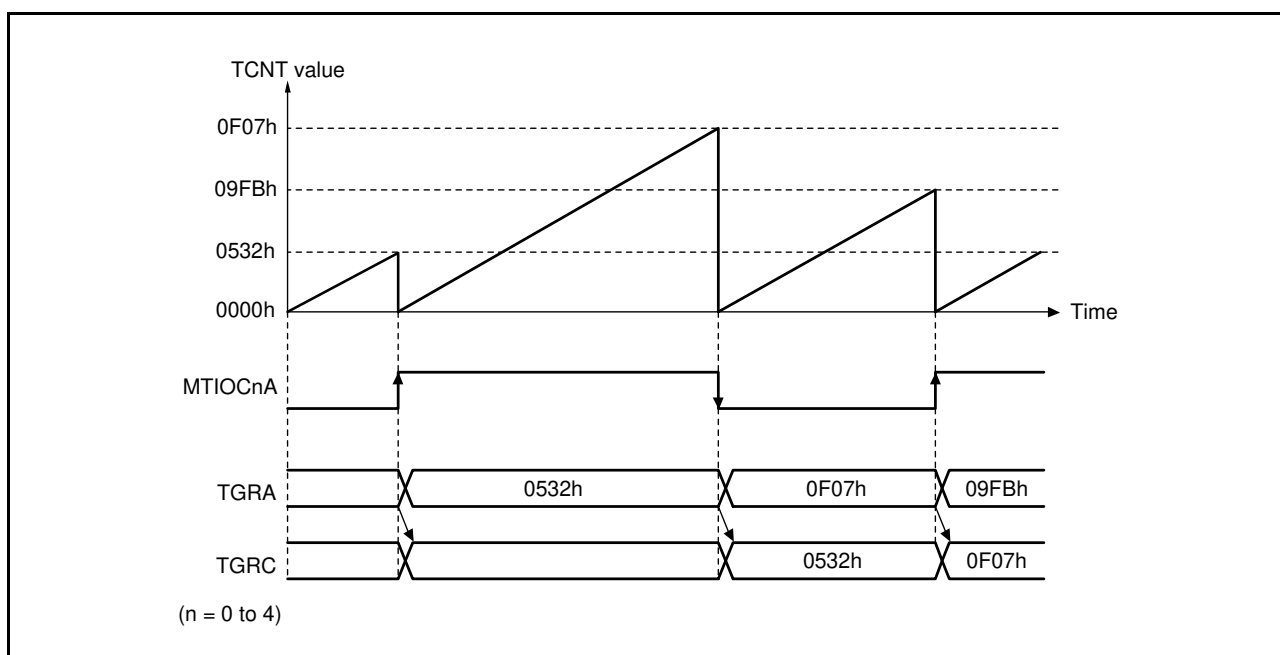 TCNT value
0F07h
09FBh
0532h
0000h
Time
MTIOCnA
TGRA 0532h 0F07h 09FBh
TGRC 0532h 0F07h
(n = 0 to 4)